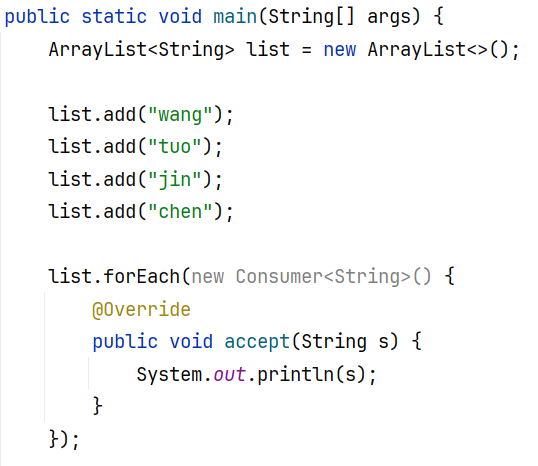 public static void main(String[] args) {
    ArrayList<String> list = new ArrayList<>();
    list.add("wang");
    list.add("tuo");
    list.add("jin");
    list.add("chen");
    list.forEach(new Consumer<String>() {
        @Override
        public void accept(String s) {
            System.out.println(s);
        }
    });